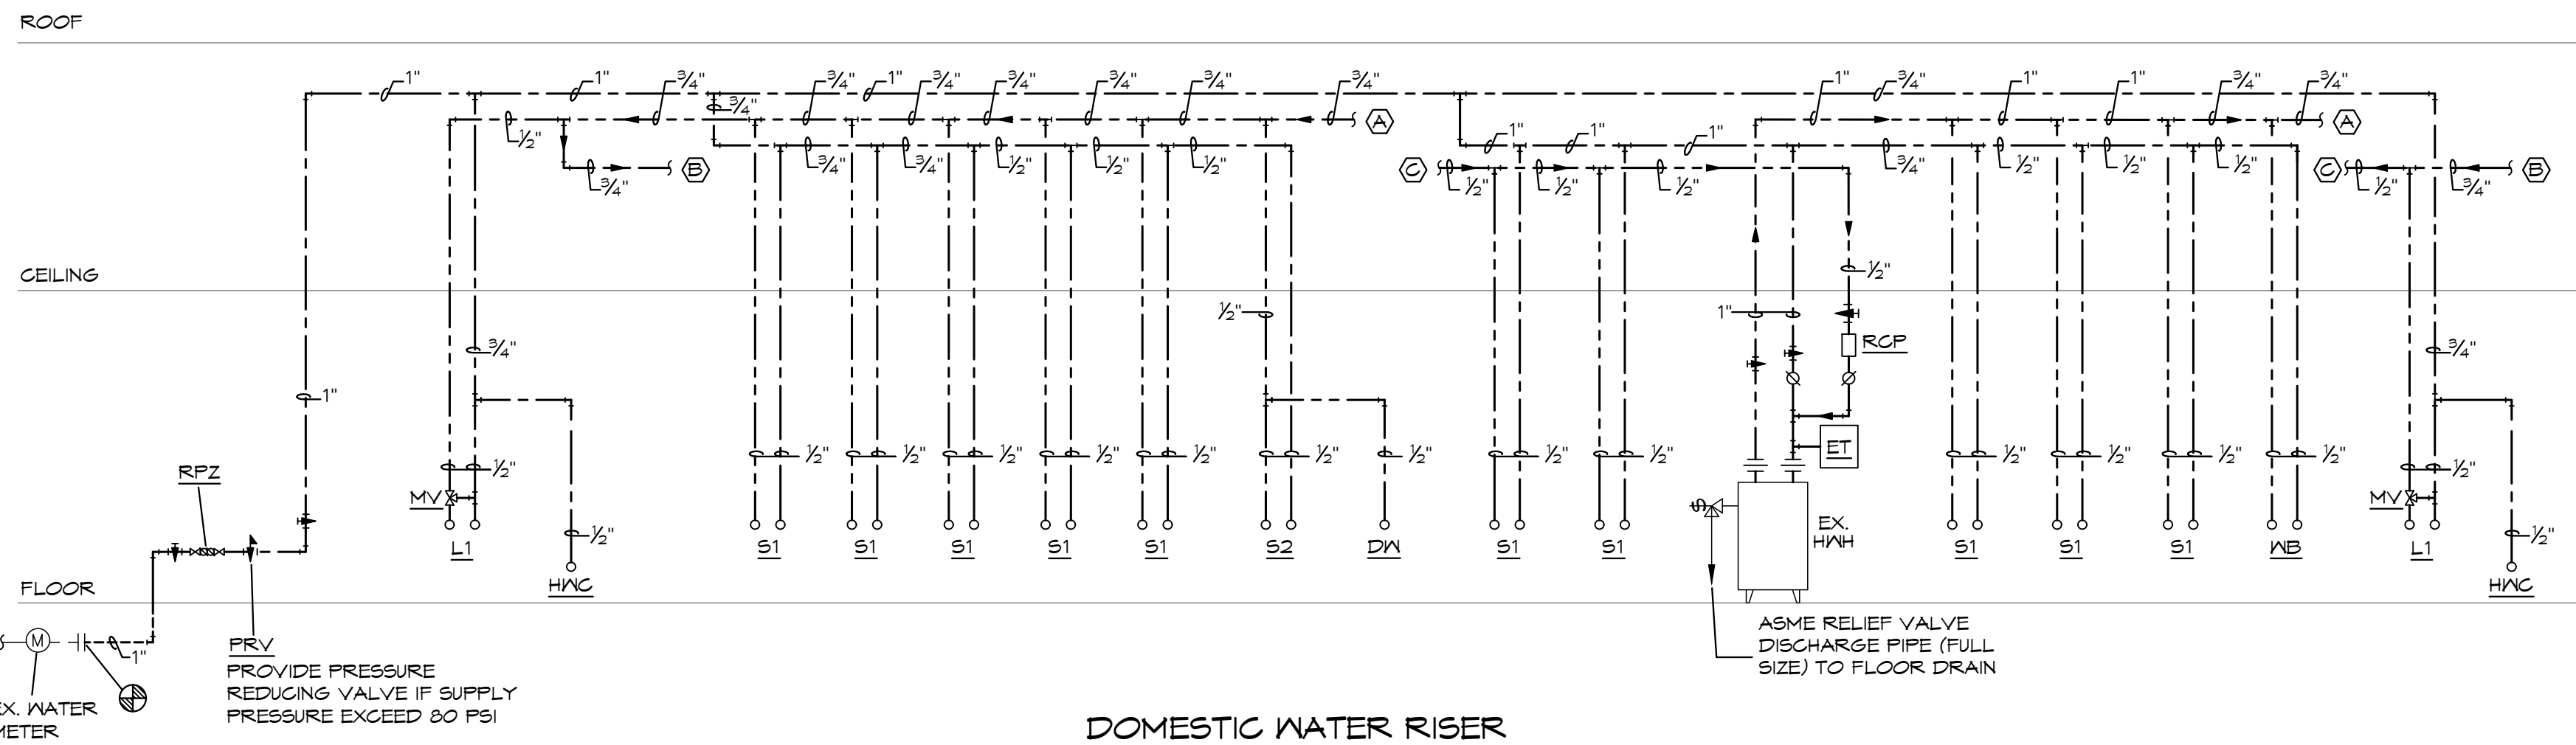 ROOF
1" 1" 3/4" 3/4" 1" 3/4" 3/4" 3/4" 3/4" 3/4" 1" 3/4" 1" 1" 3/4" 3/4"
3/4"
A A
1/2" 1" 1" 1"
3/4" 3/4" 1/2" 1/2" 1/2" 3/4" 1/2" 1/2" 1/2"
B C C B
3/4" 1/2" 1/2" 1/2" 1/2" 3/4"
CEILING
1/2"
1/2" 1"
RCP
3/4" 3/4"
1"
ET
1/2" 1/2" 1/2" 1/2" 1/2" 1/2" 1/2" 1/2" 1/2" 1/2" 1/2" 1/2" 1/2" 1/2"
RPZ
1/2" 1/2"
MV MV
S
EX.
HWH
1/2" 1/2"
L1 S1 S1 S1 S1 S1 S2 DW S1 S1 S1 S1 S1 WB L1
HWC HWC
FLOOR
M
1"
EX. WATER
METER
PRV
PROVIDE PRESSURE
REDUCING VALVE IF SUPPLY
PRESSURE EXCEED 80 PSI
ASME RELIEF VALVE
DISCHARGE PIPE (FULL
SIZE) TO FLOOR DRAIN
DOMESTIC WATER RISER